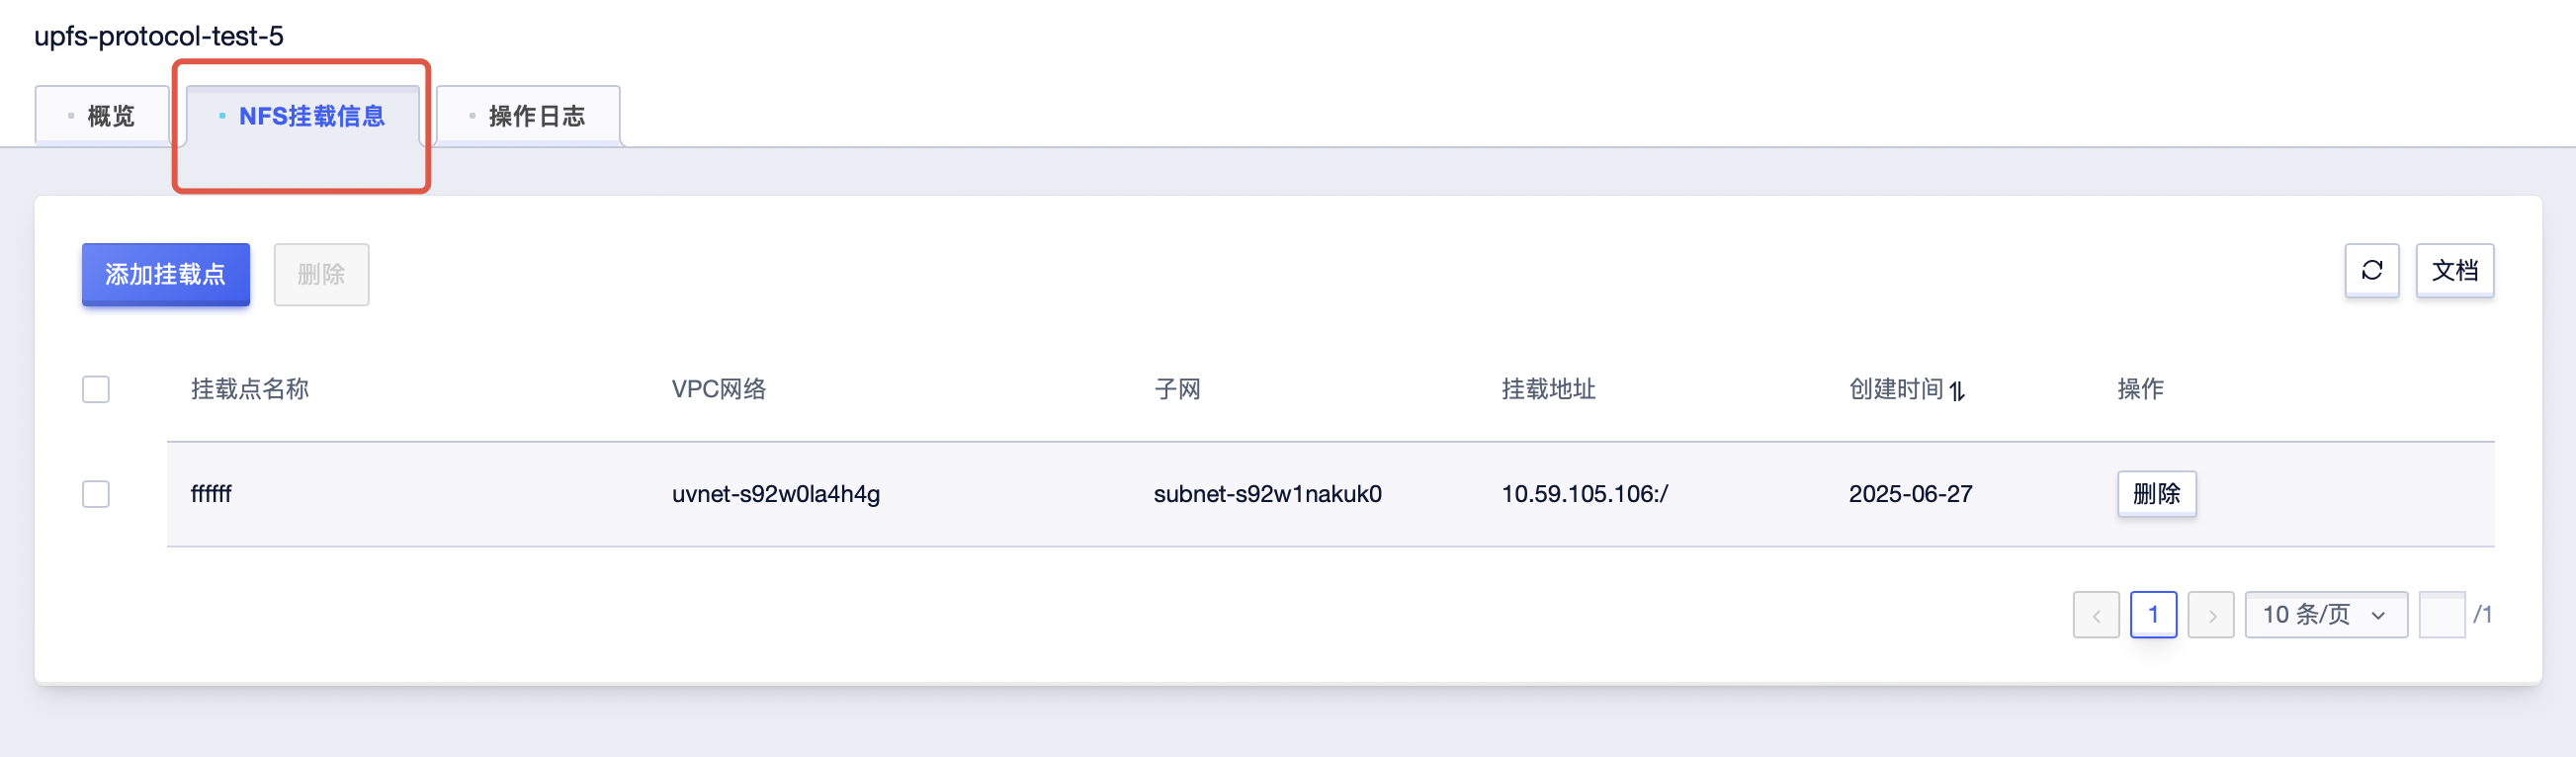 upfs-protocol-test-5
概览 NFS挂载信息 操作日志
添加挂载点 删除 文档
挂载点名称 VPC网络 子网 挂载地址 创建时间 操作
ffffff uvnet-s92w0la4h4g subnet-s92w1nakuk0 10.59.105.106:/ 2025-06-27 删除
1 10 条/页 /1